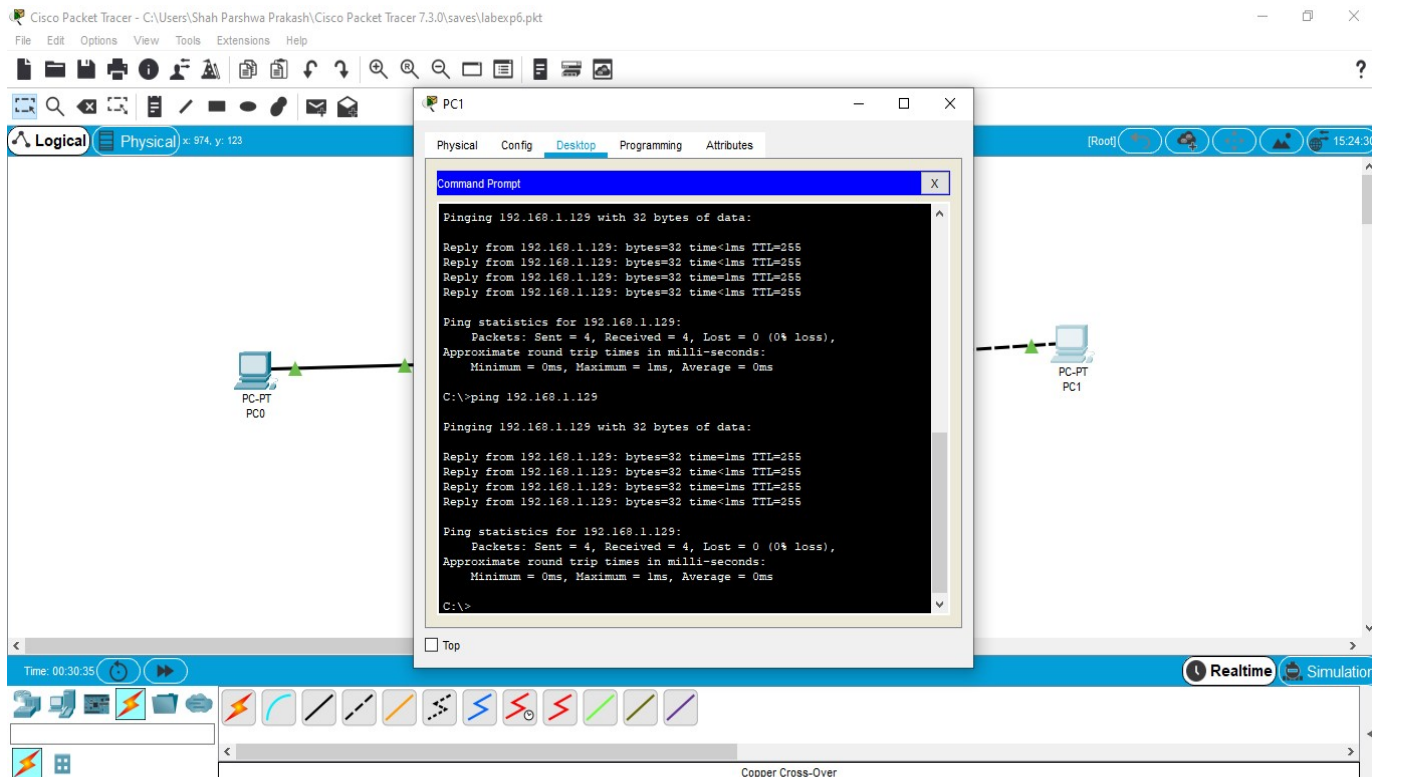 Cisco Packet Tracer - C:\Users\Shah Parshwa Prakash\Cisco Packet Tracer 7.3.0\saves\labexp6.pkt
File Edit Options View Tools Extensions Help
?
PC1
Logical Physical x: 974, y: 123
[Root] 15:24:30
Physical Config Desktop Programming Attributes
Command Prompt X
Pinging 192.168.1.129 with 32 bytes of data:
Reply from 192.168.1.129: bytes=32 time<1ms TTL=255
Reply from 192.168.1.129: bytes=32 time<1ms TTL=255
Reply from 192.168.1.129: bytes=32 time=1ms TTL=255
Reply from 192.168.1.129: bytes=32 time<1ms TTL=255
Ping statistics for 192.168.1.129:
Packets: Sent = 4, Received = 4, Lost = 0 (0% loss),
Approximate round trip times in milli-seconds:
Minimum = 0ms, Maximum = 1ms, Average = 0ms
C:\>ping 192.168.1.129
Pinging 192.168.1.129 with 32 bytes of data:
Reply from 192.168.1.129: bytes=32 time=1ms TTL=255
Reply from 192.168.1.129: bytes=32 time<1ms TTL=255
Reply from 192.168.1.129: bytes=32 time=1ms TTL=255
Reply from 192.168.1.129: bytes=32 time<1ms TTL=255
Ping statistics for 192.168.1.129:
Packets: Sent = 4, Received = 4, Lost = 0 (0% loss),
Approximate round trip times in milli-seconds:
Minimum = 0ms, Maximum = 1ms, Average = 0ms
C:\>
Top
PC-PT
PC0
PC-PT
PC1
Time: 00:30:35
Realtime Simulation
Copper Cross-Over